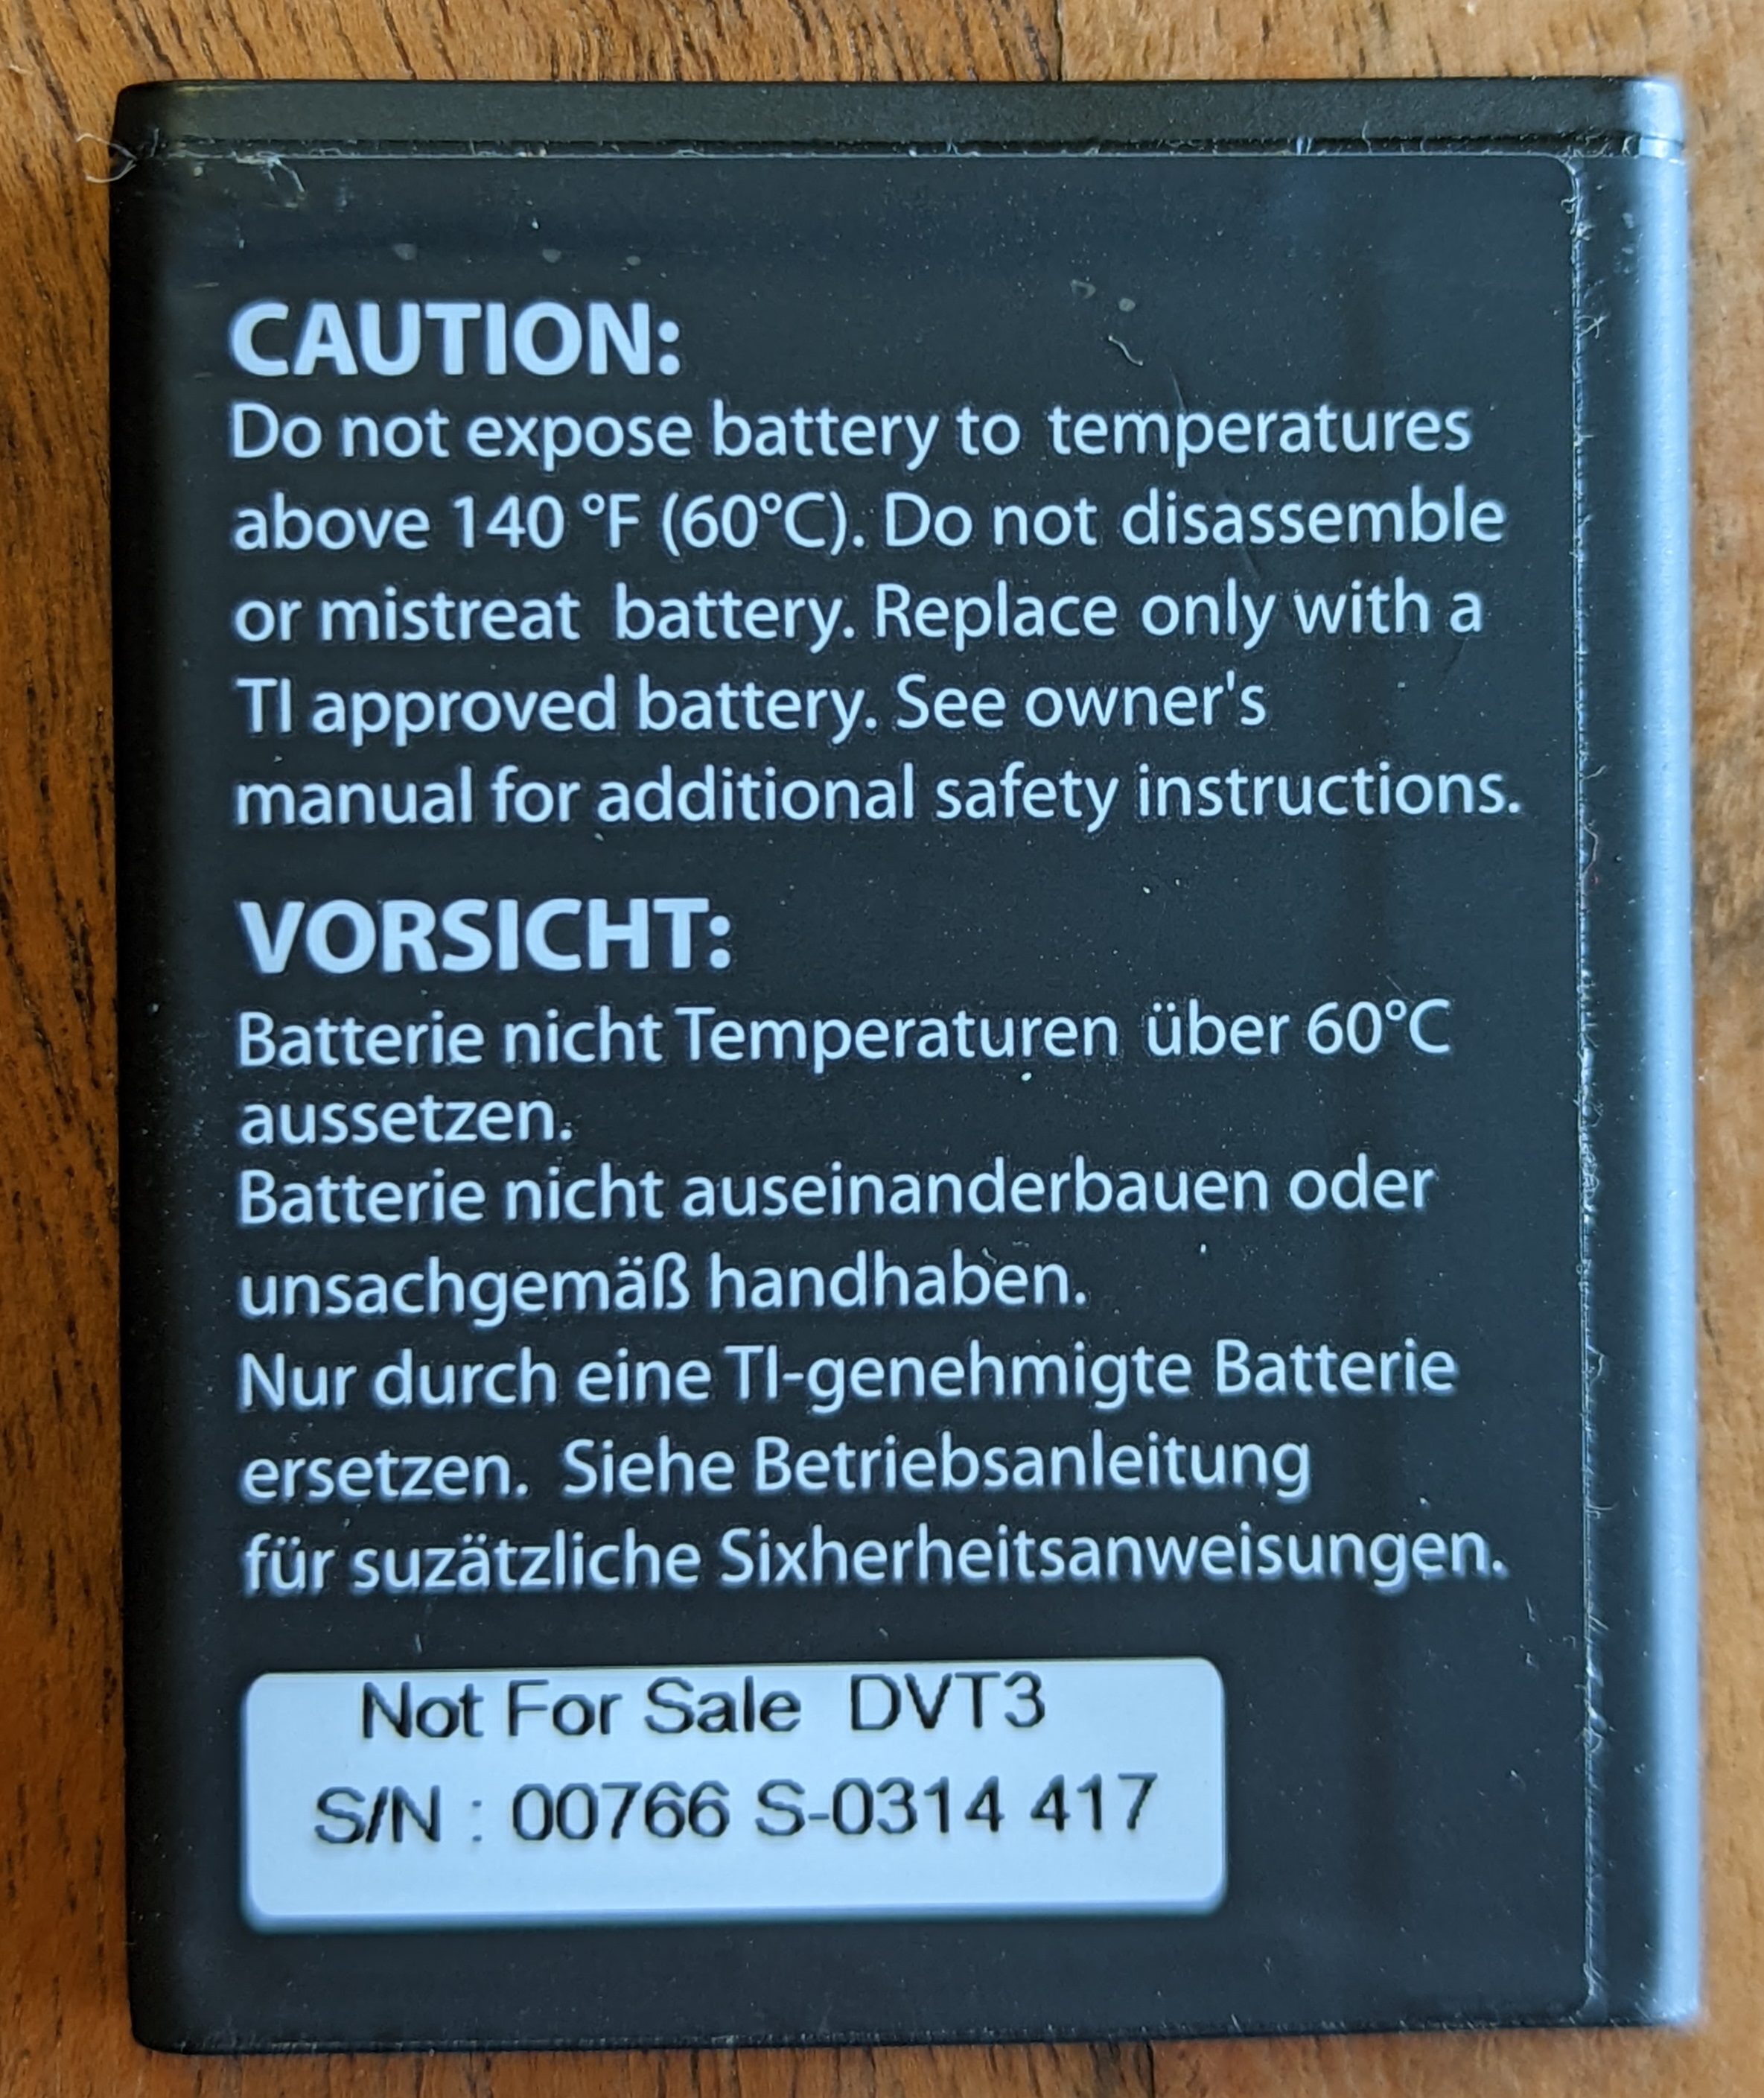 CAUTION:
Do not expose battery to temperatures
above 140 °F (60°C). Do not disassemble
or mistreat battery. Replace only with a
TI approved battery. See owner's
manual for additional safety instructions.
VORSICHT:
Batterie nicht Temperaturen über 60°C
aussetzen.
Batterie nicht auseinanderbauen oder
unsachgemäß handhaben.
Nur durch eine TI-genehmigte Batterie
ersetzen. Siehe Betriebsanleitung
für suzätzliche Sixherheitsanweisungen.
Not For Sale DVT3
S/N : 00766 S-0314 417